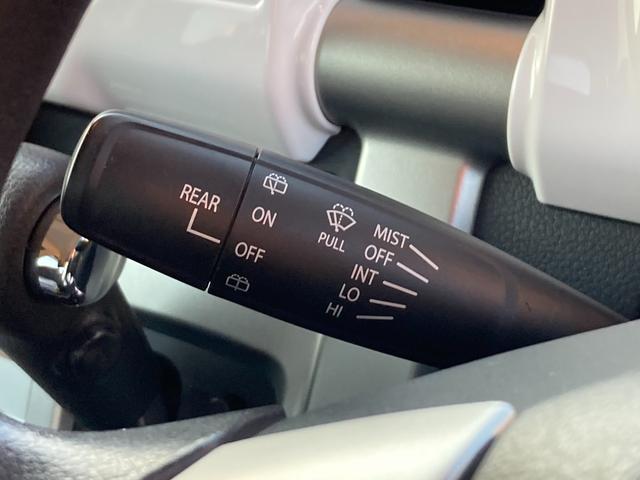 REAR
ON
OFF
PULL
MIST
OFF
INT
LO
HI